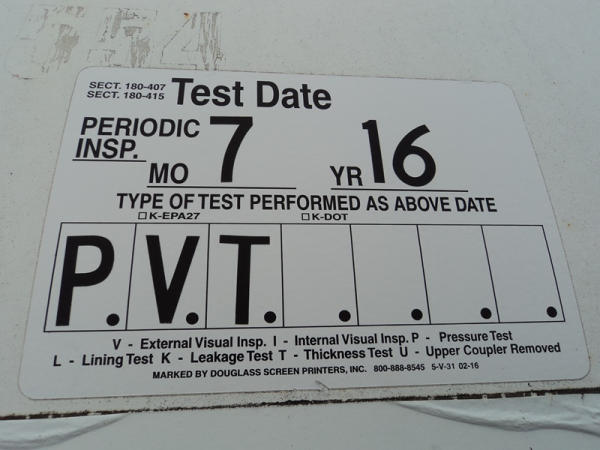 534
SECT. 180-407
SECT. 180-415 Test Date
PERIODIC INSP. MO 7 YR 16
TYPE OF TEST PERFORMED AS ABOVE DATE
☐ K-EPA27 ☐ K-DOT
P. V. T. . . . .
V - External Visual Insp. I - Internal Visual Insp. P - Pressure Test
L - Lining Test K - Leakage Test T - Thickness Test U - Upper Coupler Removed
MARKED BY DOUGLASS SCREEN PRINTERS, INC. 800-888-8545 5-V-31 02-16